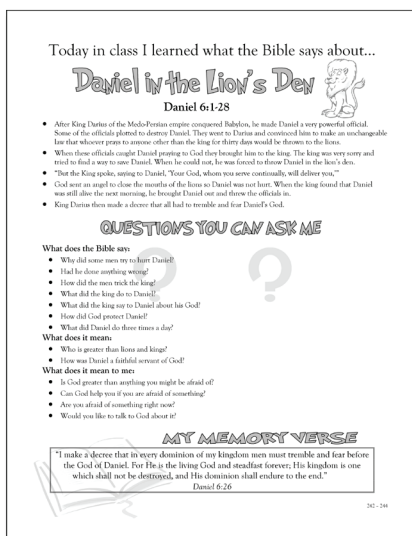 Today in class I learned what the Bible says about...
Daniel in the Lion's Den
Daniel 6:1-28
• After King Darius of the Medo-Persian empire conquered Babylon, he made Daniel a very powerful official.
Some of the officials plotted to destroy Daniel. They went to Darius and convinced him to make an unchangeable
law that whoever prays to anyone other than the king for thirty days would be thrown to the lions.
• When these officials caught Daniel praying to God they brought him to the king. The king was very sorry and
tried to find a way to save Daniel. When he could not, he was forced to throw Daniel in the lion's den.
• "But the King spoke, saying to Daniel, 'Your God, whom you serve continually, will deliver you,'"
• God sent an angel to close the mouths of the lions so Daniel was not hurt. When the king found that Daniel
was still alive the next morning, he brought Daniel out and threw the officials in.
• King Darius then made a decree that all had to tremble and fear Daniel's God.
QUESTIONS YOU CAN ASK ME
What does the Bible say:
• Why did some men try to hurt Daniel?
• Had he done anything wrong?
• How did the men trick the king?
• What did the king do to Daniel?
• What did the king say to Daniel about his God?
• How did God protect Daniel?
• What did Daniel do three times a day?
What does it mean:
• Who is greater than lions and kings?
• How was Daniel a faithful servant of God?
What does it mean to me:
• Is God greater than anything you might be afraid of?
• Can God help you if you are afraid of something?
• Are you afraid of something right now?
• Would you like to talk to God about it?
MY MEMORY VERSE
"I make a decree that in every dominion of my kingdom men must tremble and fear before
the God of Daniel. For He is the living God and steadfast forever; His kingdom is one
which shall not be destroyed, and His dominion shall endure to the end."
Daniel 6:26
242 - 244